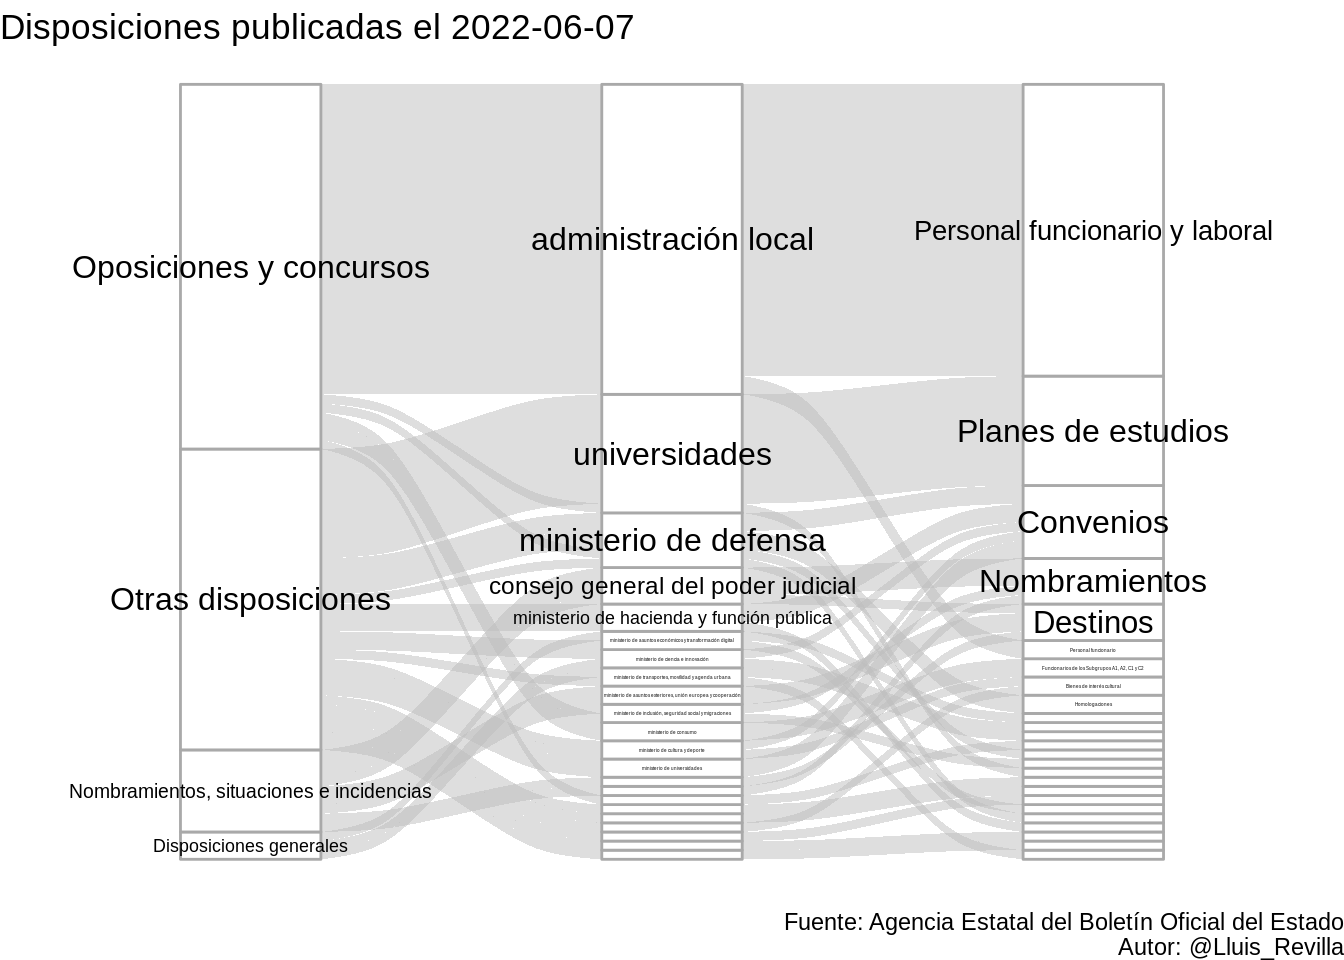 Disposiciones publicadas el 2022-06-07
Oposiciones y concursos
Otras disposiciones
Nombramientos, situaciones e incidencias
Disposiciones generales
administración local
universidades
ministerio de defensa
consejo general del poder judicial
ministerio de hacienda y función pública
ministerio de asuntos económicos y transformación digital
ministerio de ciencia e innovación
ministerio de transportes, movilidad y agenda urbana
ministerio de asuntos exteriores, unión europea y cooperación
ministerio de inclusión, seguridad social y migraciones
ministerio de consumo
ministerio de cultura y deporte
ministerio de universidades
Personal funcionario y laboral
Planes de estudios
Convenios
Nombramientos
Destinos
Personal funcionario
Funcionarios de los Subgrupos A1, A2, C1 y C2
Bienes de interés cultural
Homologaciones
Fuente: Agencia Estatal del Boletín Oficial del Estado
Autor: @Lluis_Revilla